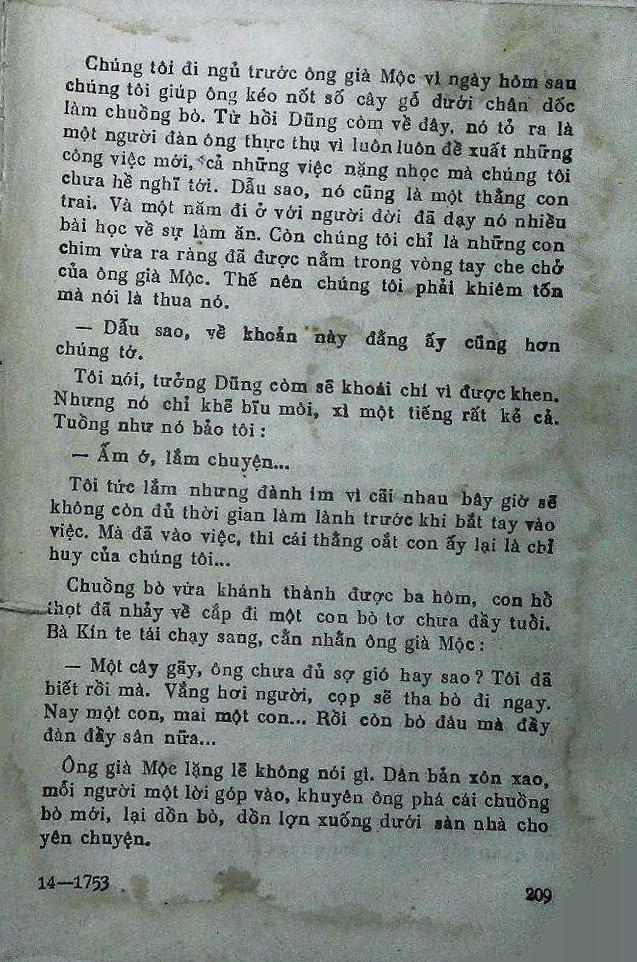 Chúng tôi đi ngủ trước ông già Mộc vì ngày hôm sau
chúng tôi giúp ông kéo nốt số cây gỗ dưới chân dốc
làm chuồng bò. Từ hồi Dũng còm về đây, nó tỏ ra là
một người đàn ông thực thụ vì luôn luôn đề xuất những
công việc mới, cả những việc nặng nhọc mà chúng tôi
chưa hề nghĩ tới. Dẫu sao, nó cũng là một thằng con
trai. Và một năm đi ở với người đời đã dạy nó nhiều
bài học về sự làm ăn. Còn chúng tôi chỉ là những con
chim vừa ra ràng đã được nằm trong vòng tay che chở
của ông già Mộc. Thế nên chúng tôi phải khiêm tốn
mà nói là thua nó.
— Dẫu sao, về khoản này đằng ấy cũng hơn
chúng tớ.
Tôi nói, tưởng Dũng còm sẽ khoái chí vì được khen.
Nhưng nó chỉ khẽ bĩu môi, xì một tiếng rất kẻ cả.
Tuồng như nó bảo tôi :
— Ấm ớ, lắm chuyện...
Tôi tức lắm nhưng đành im vì cãi nhau bây giờ sẽ
không còn đủ thời gian làm lành trước khi bắt tay vào
việc. Mà đã vào việc, thì cái thằng oắt con ấy lại là chỉ
huy của chúng tôi...
Chuồng bò vừa khánh thành được ba hôm, con hổ
thọt đã nhảy về cắp đi một con bò tơ chưa đầy tuổi.
Bà Kín te tái chạy sang, cằn nhằn ông già Mộc :
— Một cây gãy, ông chưa đủ sợ gió hay sao ? Tôi đã
biết rồi mà. Vắng hơi người, cọp sẽ tha bò đi ngay.
Nay một con, mai một con... Rồi còn bò đâu mà đầy
đàn đầy sân nữa...
Ông già Mộc lặng lẽ không nói gì. Dân bản xôn xao,
mỗi người một lời góp vào, khuyên ông phá cái chuồng
bò mới, lại dồn bò, dồn lợn xuống dưới sàn nhà cho
yên chuyện.
14—1753
209